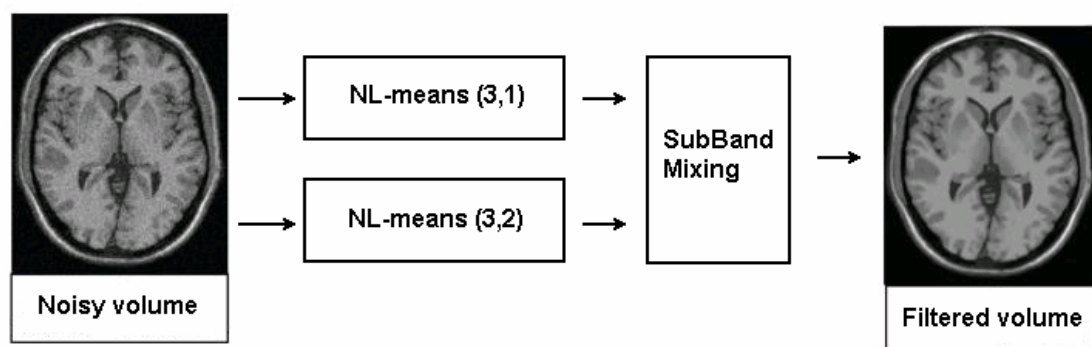 Noisy volume
NL-means (3,1)
NL-means (3,2)
SubBand
Mixing
Filtered volume